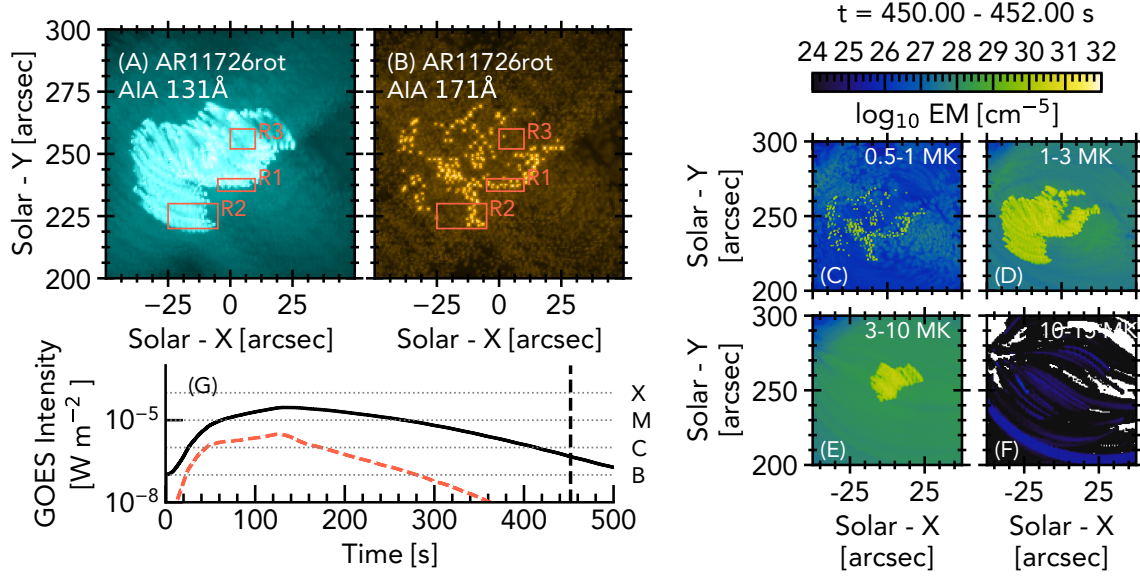 t = 450.00 - 452.00 s
24 25 26 27 28 29 30 31 32
log₁₀ EM [cm⁻⁵]
(A) AR11726rot
AIA 131Å
R3
R1
R2
300
250
200
Solar - Y [arcsec]
−25 0 25
Solar - X [arcsec]
(B) AR11726rot
AIA 171Å
R3
R1
R2
−25 0 25
Solar - X [arcsec]
0.5-1 MK
(C)
300
250
200
Solar - Y
[arcsec]
1-3 MK
(D)
3-10 MK
(E)
300
250
200
Solar - Y
[arcsec]
-25 25
Solar - X
[arcsec]
10-15 MK
(F)
-25 25
Solar - X
[arcsec]
(G)
GOES Intensity
[W m⁻²]
10⁻⁵
10⁻⁸
X
M
C
B
0 100 200 300 400 500
Time [s]